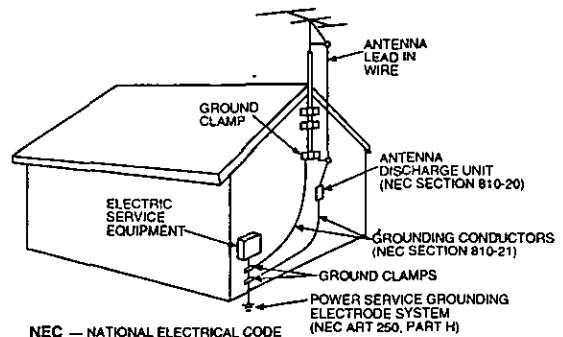 ANTENNA
LEAD IN
WIRE
GROUND
CLAMP
ANTENNA
DISCHARGE UNIT
(NEC SECTION 810-20)
ELECTRIC
SERVICE
EQUIPMENT
GROUNDING CONDUCTORS
(NEC SECTION 810-21)
GROUND CLAMPS
POWER SERVICE GROUNDING
ELECTRODE SYSTEM
(NEC ART 250, PART H)
NEC — NATIONAL ELECTRICAL CODE